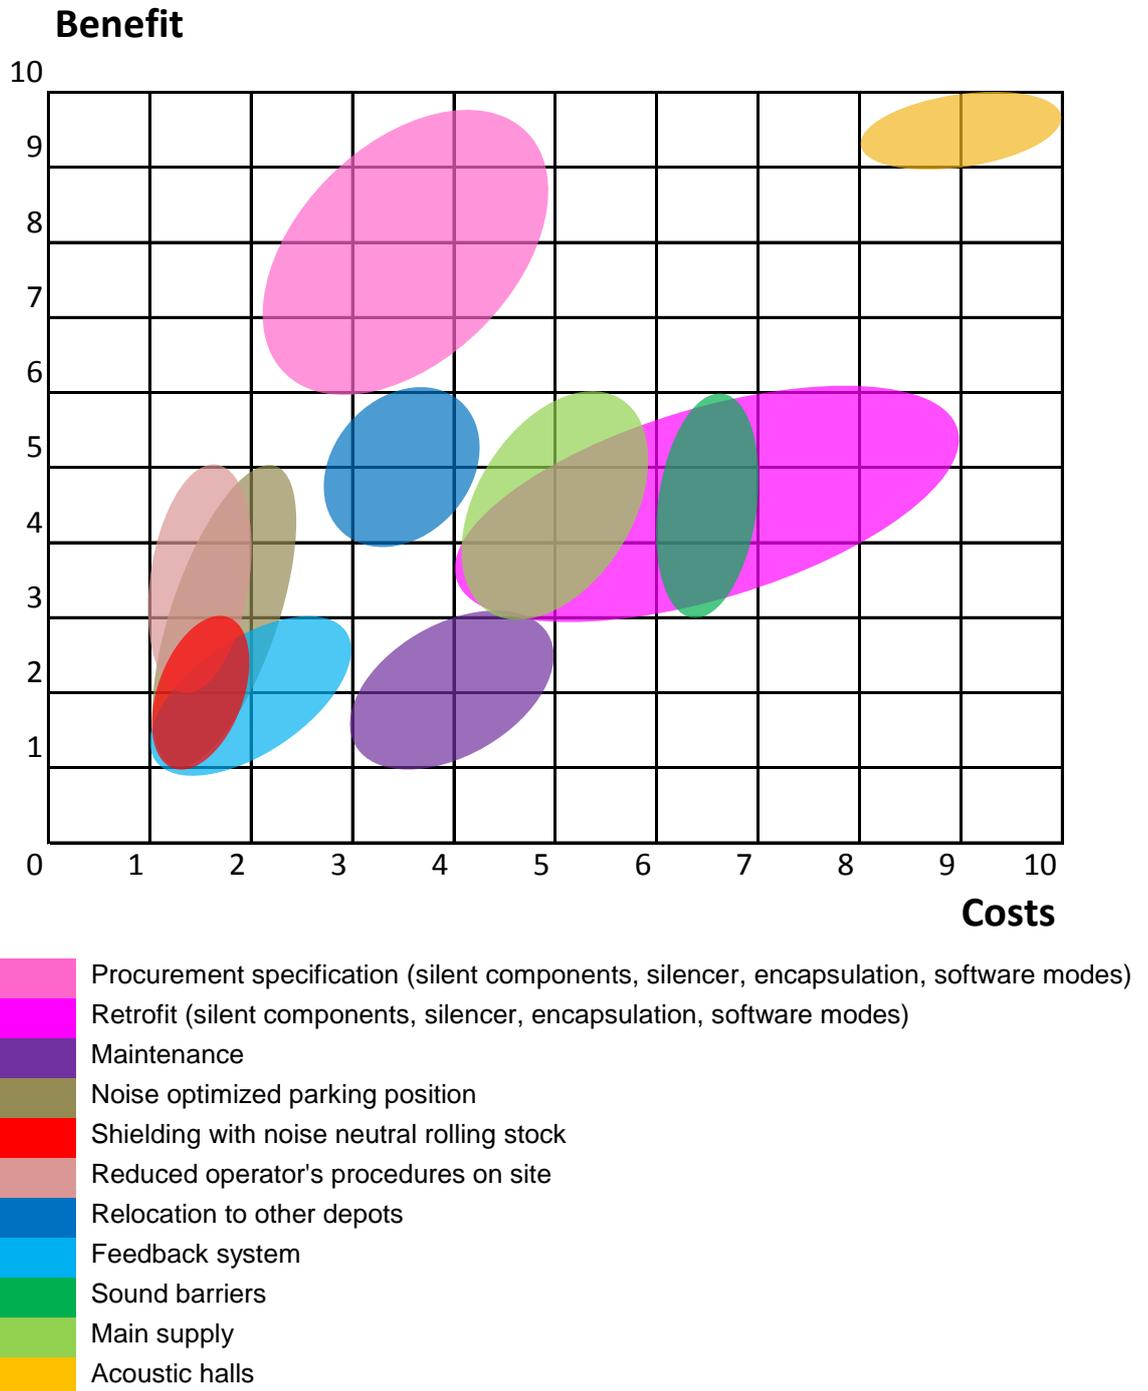 Benefit
10
9
8
7
6
5
4
3
2
1
0 1 2 3 4 5 6 7 8 9 10
Costs
Procurement specification (silent components, silencer, encapsulation, software modes)
Retrofit (silent components, silencer, encapsulation, software modes)
Maintenance
Noise optimized parking position
Shielding with noise neutral rolling stock
Reduced operator's procedures on site
Relocation to other depots
Feedback system
Sound barriers
Main supply
Acoustic halls